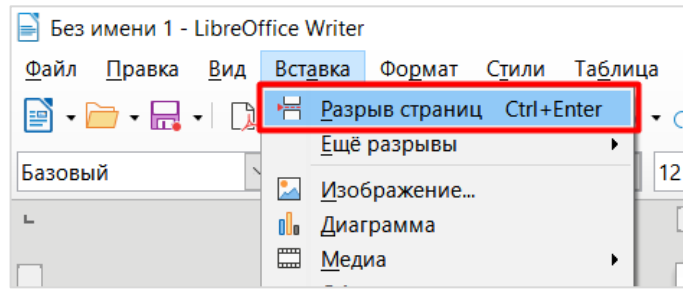 Без имени 1 - LibreOffice Writer
Файл Правка Вид Вставка Формат Стили Таблица
Разрыв страниц Ctrl+Enter
Ещё разрывы
Базовый 12
Изображение...
Диаграмма
Медиа